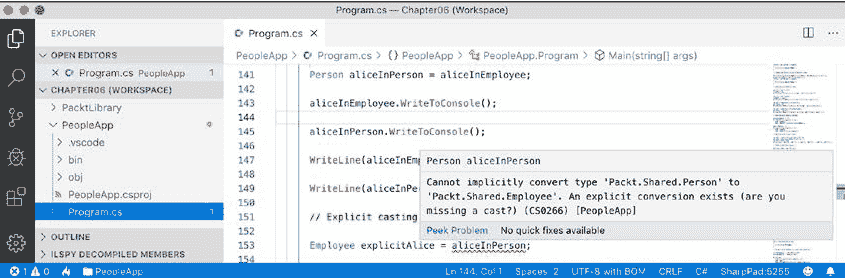 Program.cs — Chapter06 (Workspace)
EXPLORER
OPEN EDITORS
Program.cs PeopleApp 1
CHAPTER06 (WORKSPACE)
PacktLibrary
PeopleApp
.vscode
bin
obj
PeopleApp.csproj
Program.cs 1
OUTLINE
ILSPY DECOMPILED MEMBERS
Program.cs
PeopleApp > Program.cs > {} PeopleApp > PeopleApp.Program > Main(string[] args)
141 Person aliceInPerson = aliceInEmployee;
142
143 aliceInEmployee.WriteToConsole();
144
145 aliceInPerson.WriteToConsole();
146
147 WriteLine(aliceInEm
148
149 WriteLine(aliceInPe
150
151 // Explicit casting
152
153 Employee explicitAlice = aliceInPerson;
Person aliceInPerson
Cannot implicitly convert type 'Packt.Shared.Person' to
'Packt.Shared.Employee'. An explicit conversion exists (are you
missing a cast?) (CS0266) [PeopleApp]
Peek Problem No quick fixes available
1 0 PeopleApp Ln 144, Col 1 Spaces: 2 UTF-8 with BOM CRLF C# SharpPad:5255